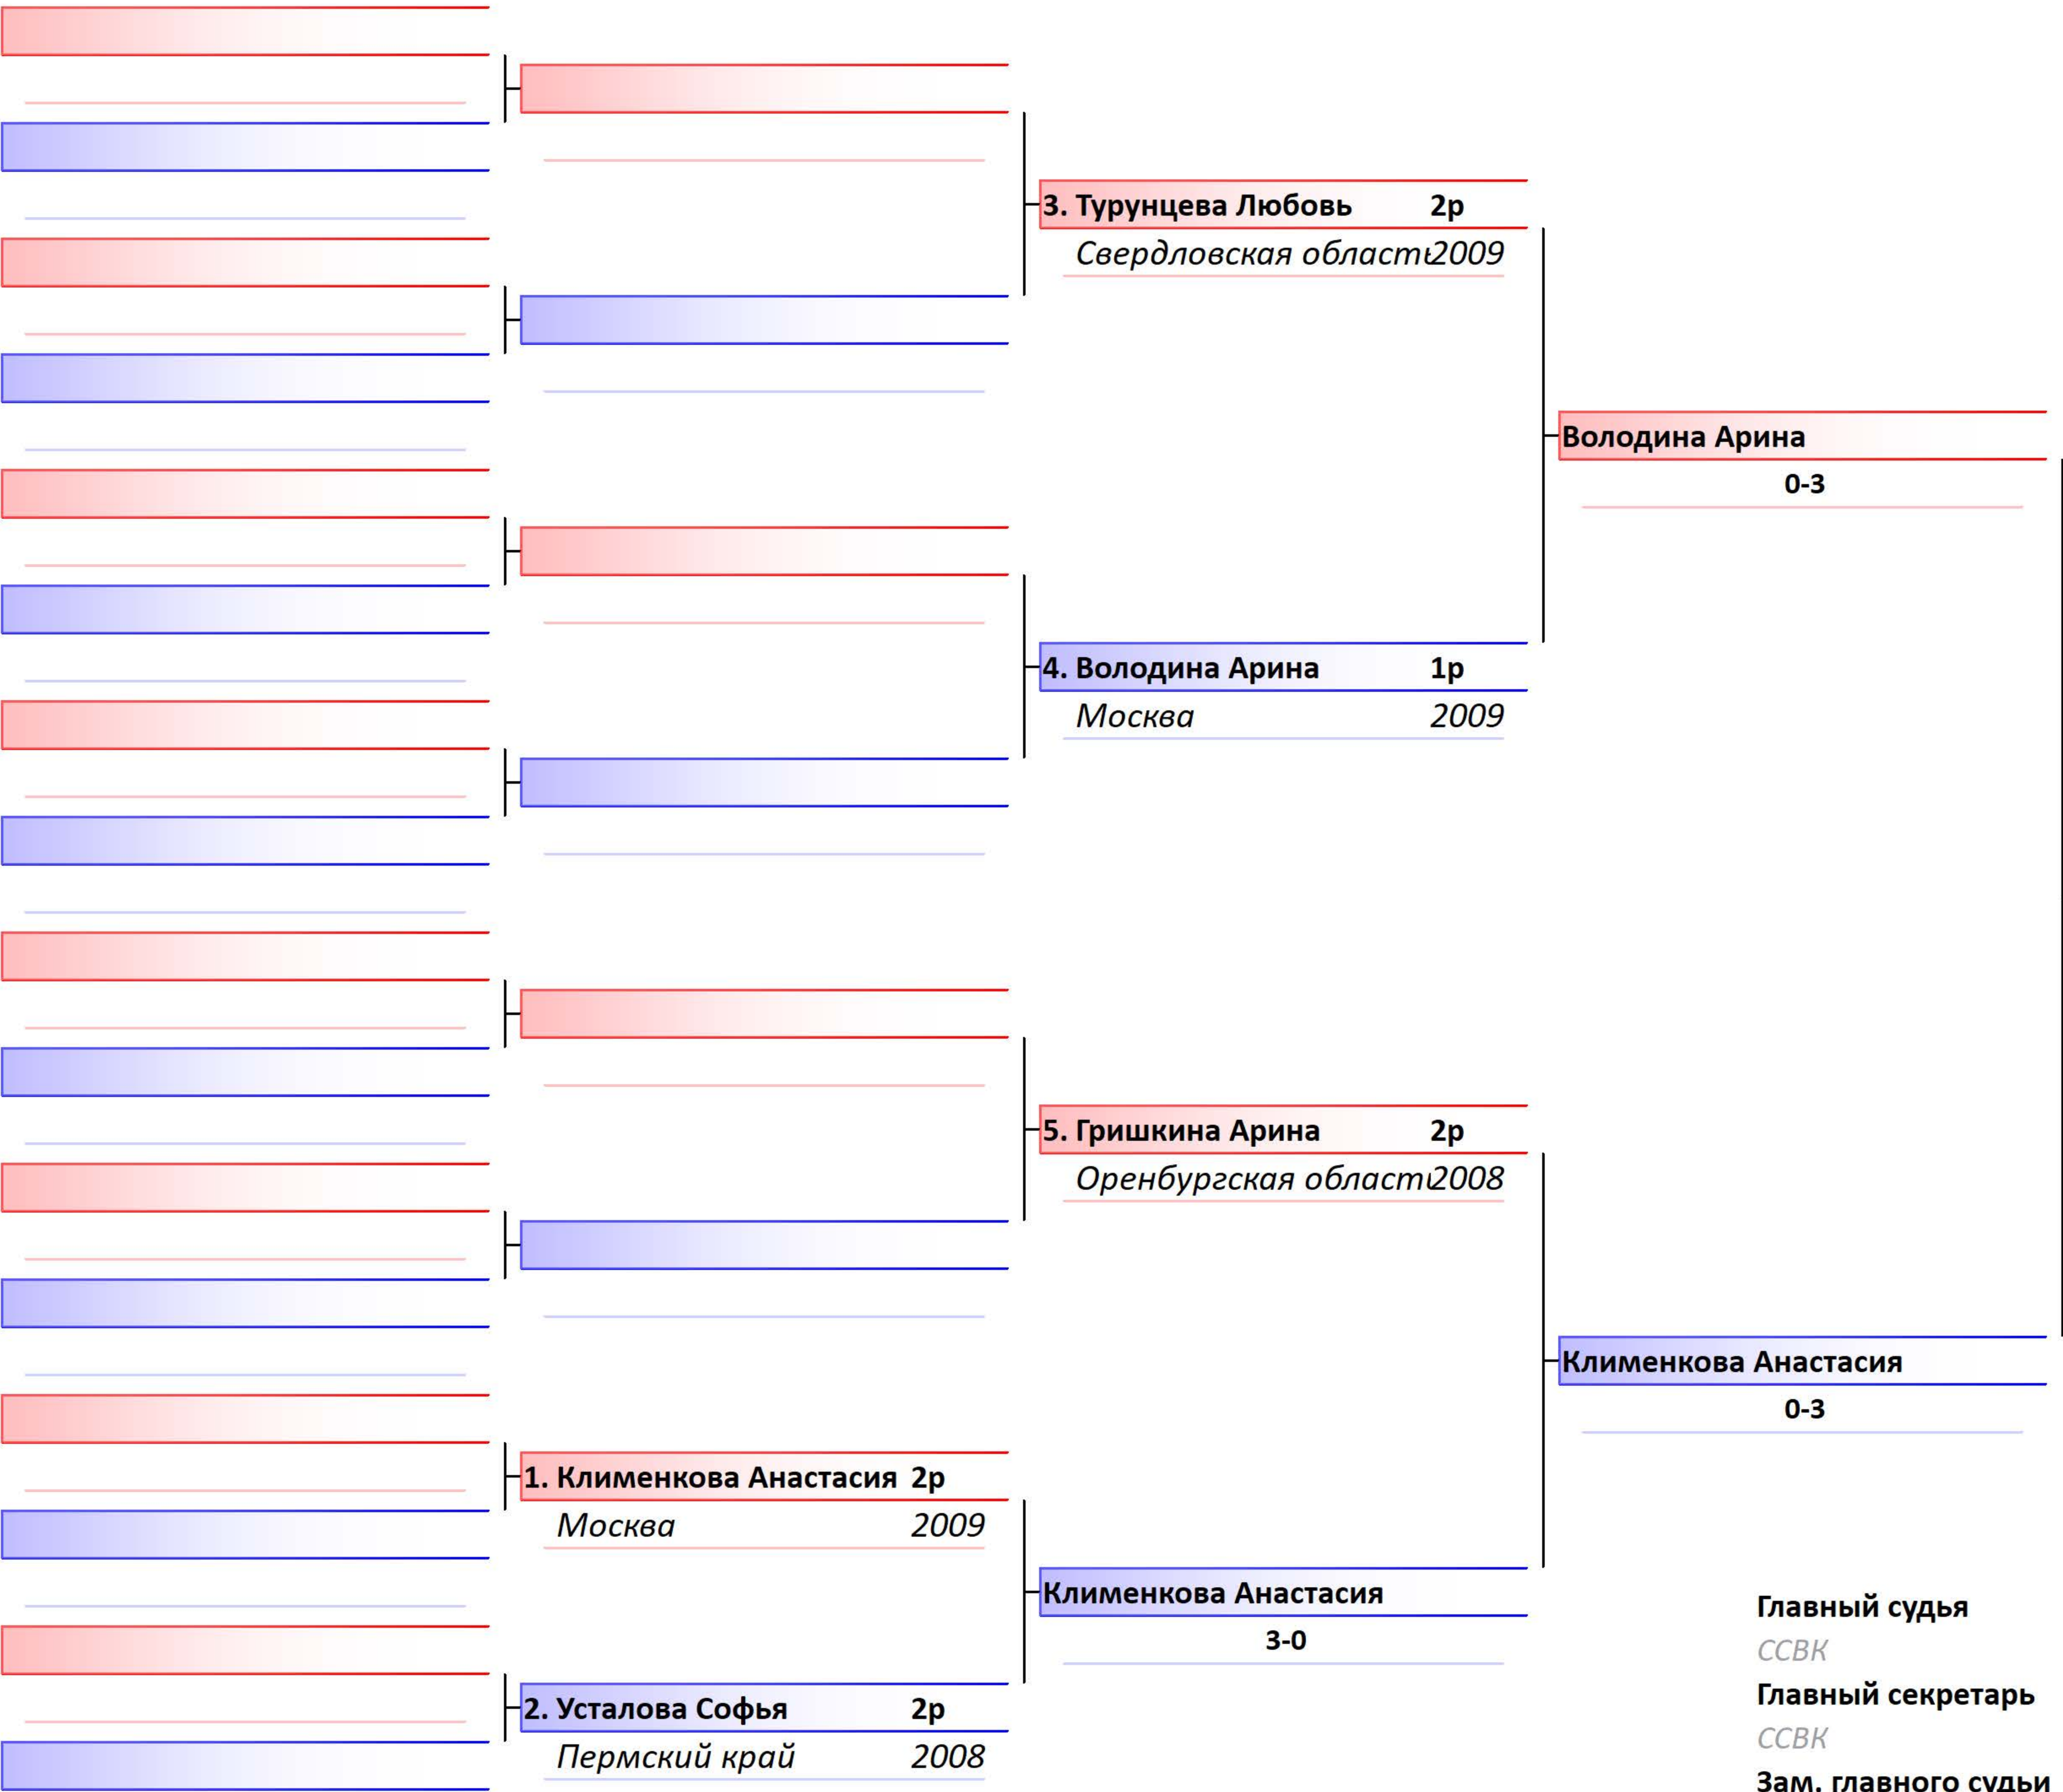 3. Турунцева Любовь 2р
Свердловская область 2009
Володина Арина
0-3
4. Володина Арина 1р
Москва 2009
5. Гришкина Арина 2р
Оренбургская область 2008
Клименкова Анастасия
0-3
1. Клименкова Анастасия 2р
Москва 2009
Клименкова Анастасия
3-0
2. Усталова Софья 2р
Пермский край 2008
Главный судья
ССВК
Главный секретарь
ССВК
Зам. главного судьи